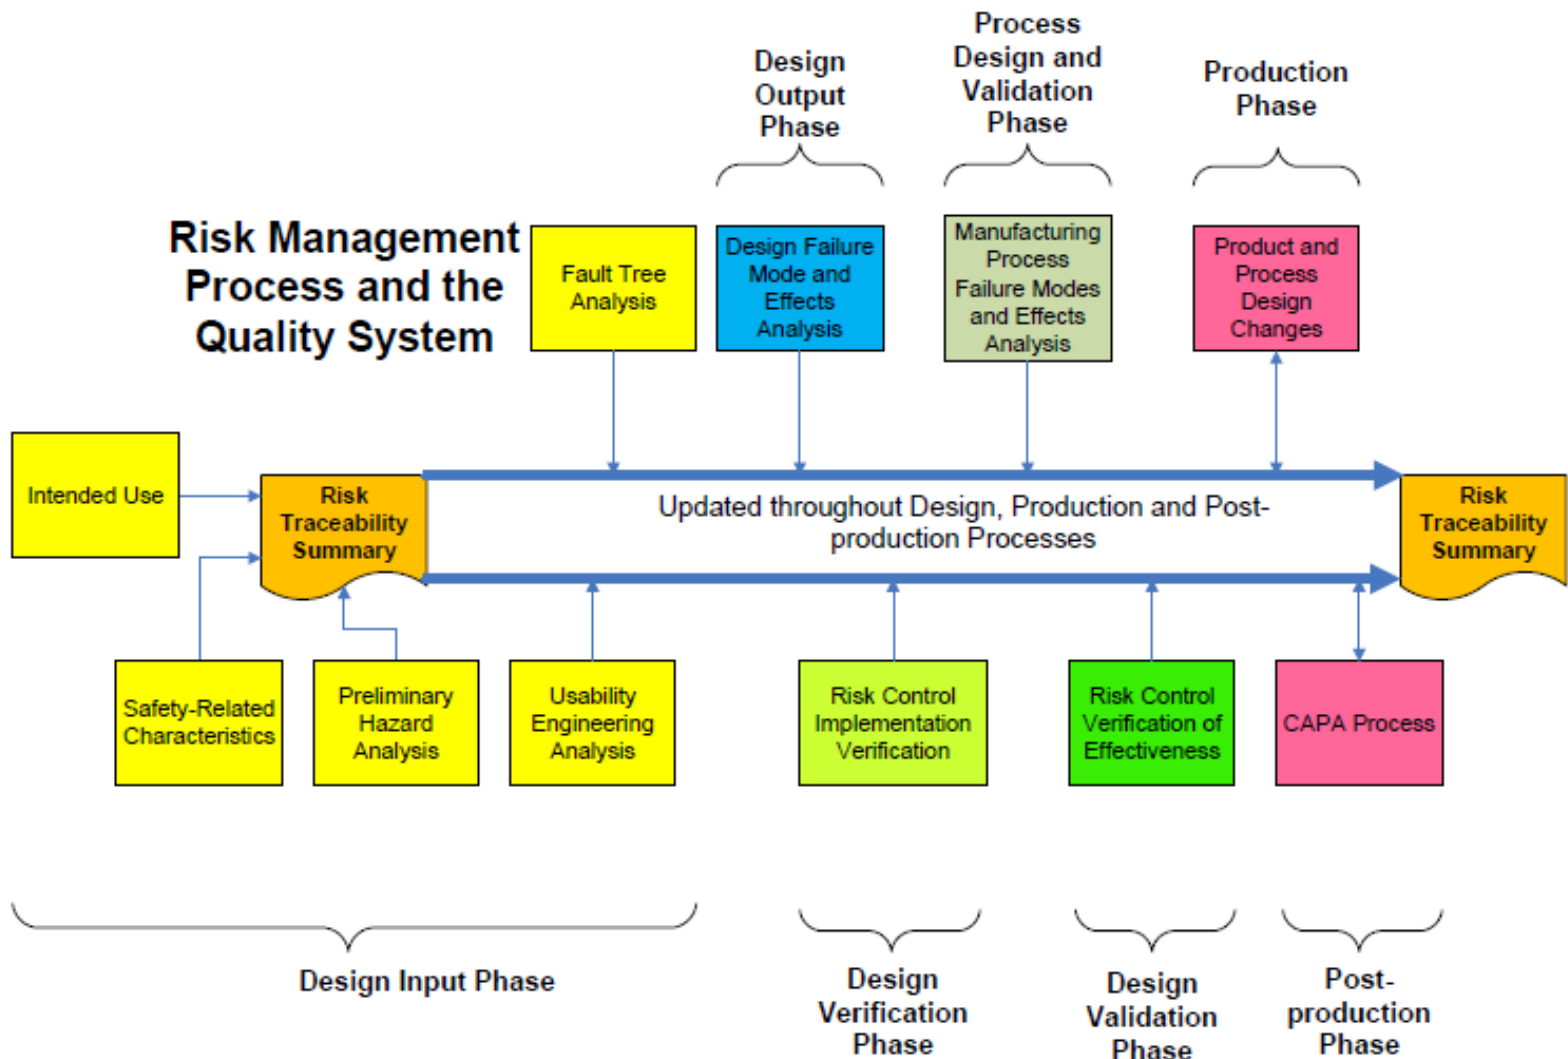 Design
Output
Phase
Process
Design and
Validation
Phase
Production
Phase
Risk Management
Process and the
Quality System
Fault Tree
Analysis
Design Failure
Mode and
Effects
Analysis
Manufacturing
Process
Failure Modes
and Effects
Analysis
Product and
Process
Design
Changes
Intended Use
Risk
Traceability
Summary
Updated throughout Design, Production and Post-
production Processes
Risk
Traceability
Summary
Safety-Related
Characteristics
Preliminary
Hazard
Analysis
Usability
Engineering
Analysis
Risk Control
Implementation
Verification
Risk Control
Verification of
Effectiveness
CAPA Process
Design Input Phase
Design
Verification
Phase
Design
Validation
Phase
Post-
production
Phase